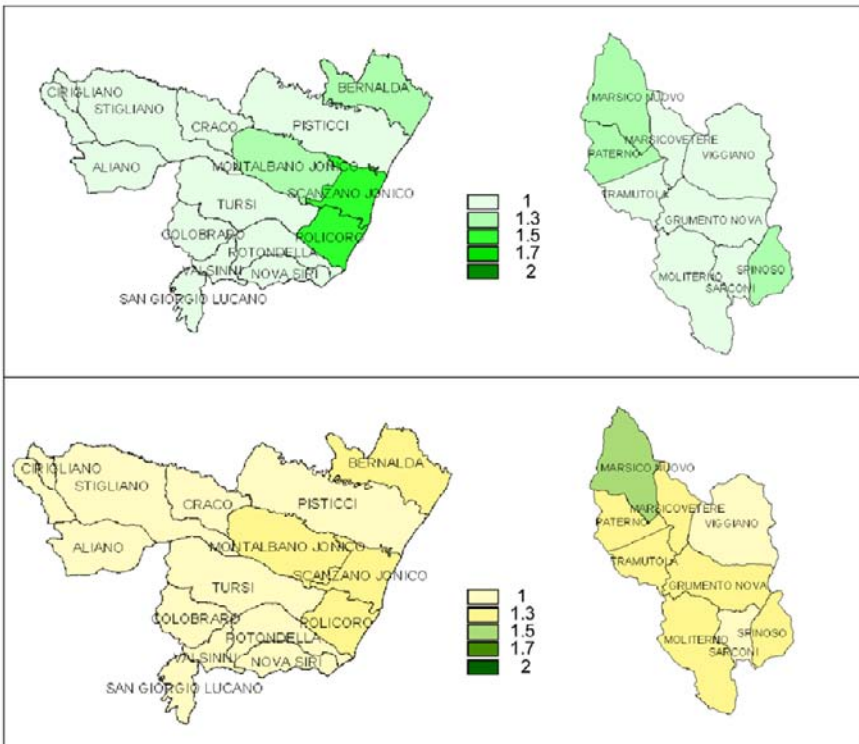 BERNALDA
CIRIGLIANO
STIGLIANO
CRACO
PISTICCI
ALIANO
MONTALBANO JONICO
SCANZANO JONICO
TURSI
COLOBRARO
POLICORO
ROTONDELLA
VALSINNI
NOVA SIRI
SAN GIORGIO LUCANO
1
1.3
1.5
1.7
2
MARSICO NUOVO
MARSICOVETERE
PATERNO
VIGGIANO
TRAMUTOLA
GRUMENTO NOVA
MOLITERNO
SPINOSO
SARCONI
BERNALDA
CIRIGLIANO
STIGLIANO
CRACO
PISTICCI
ALIANO
MONTALBANO JONICO
SCANZANO JONICO
TURSI
COLOBRARO
POLICORO
ROTONDELLA
VALSINNI
NOVA SIRI
SAN GIORGIO LUCANO
1
1.3
1.5
1.7
2
MARSICO NUOVO
MARSICOVETERE
PATERNO
VIGGIANO
TRAMUTOLA
GRUMENTO NOVA
MOLITERNO
SPINOSO
SARCONI